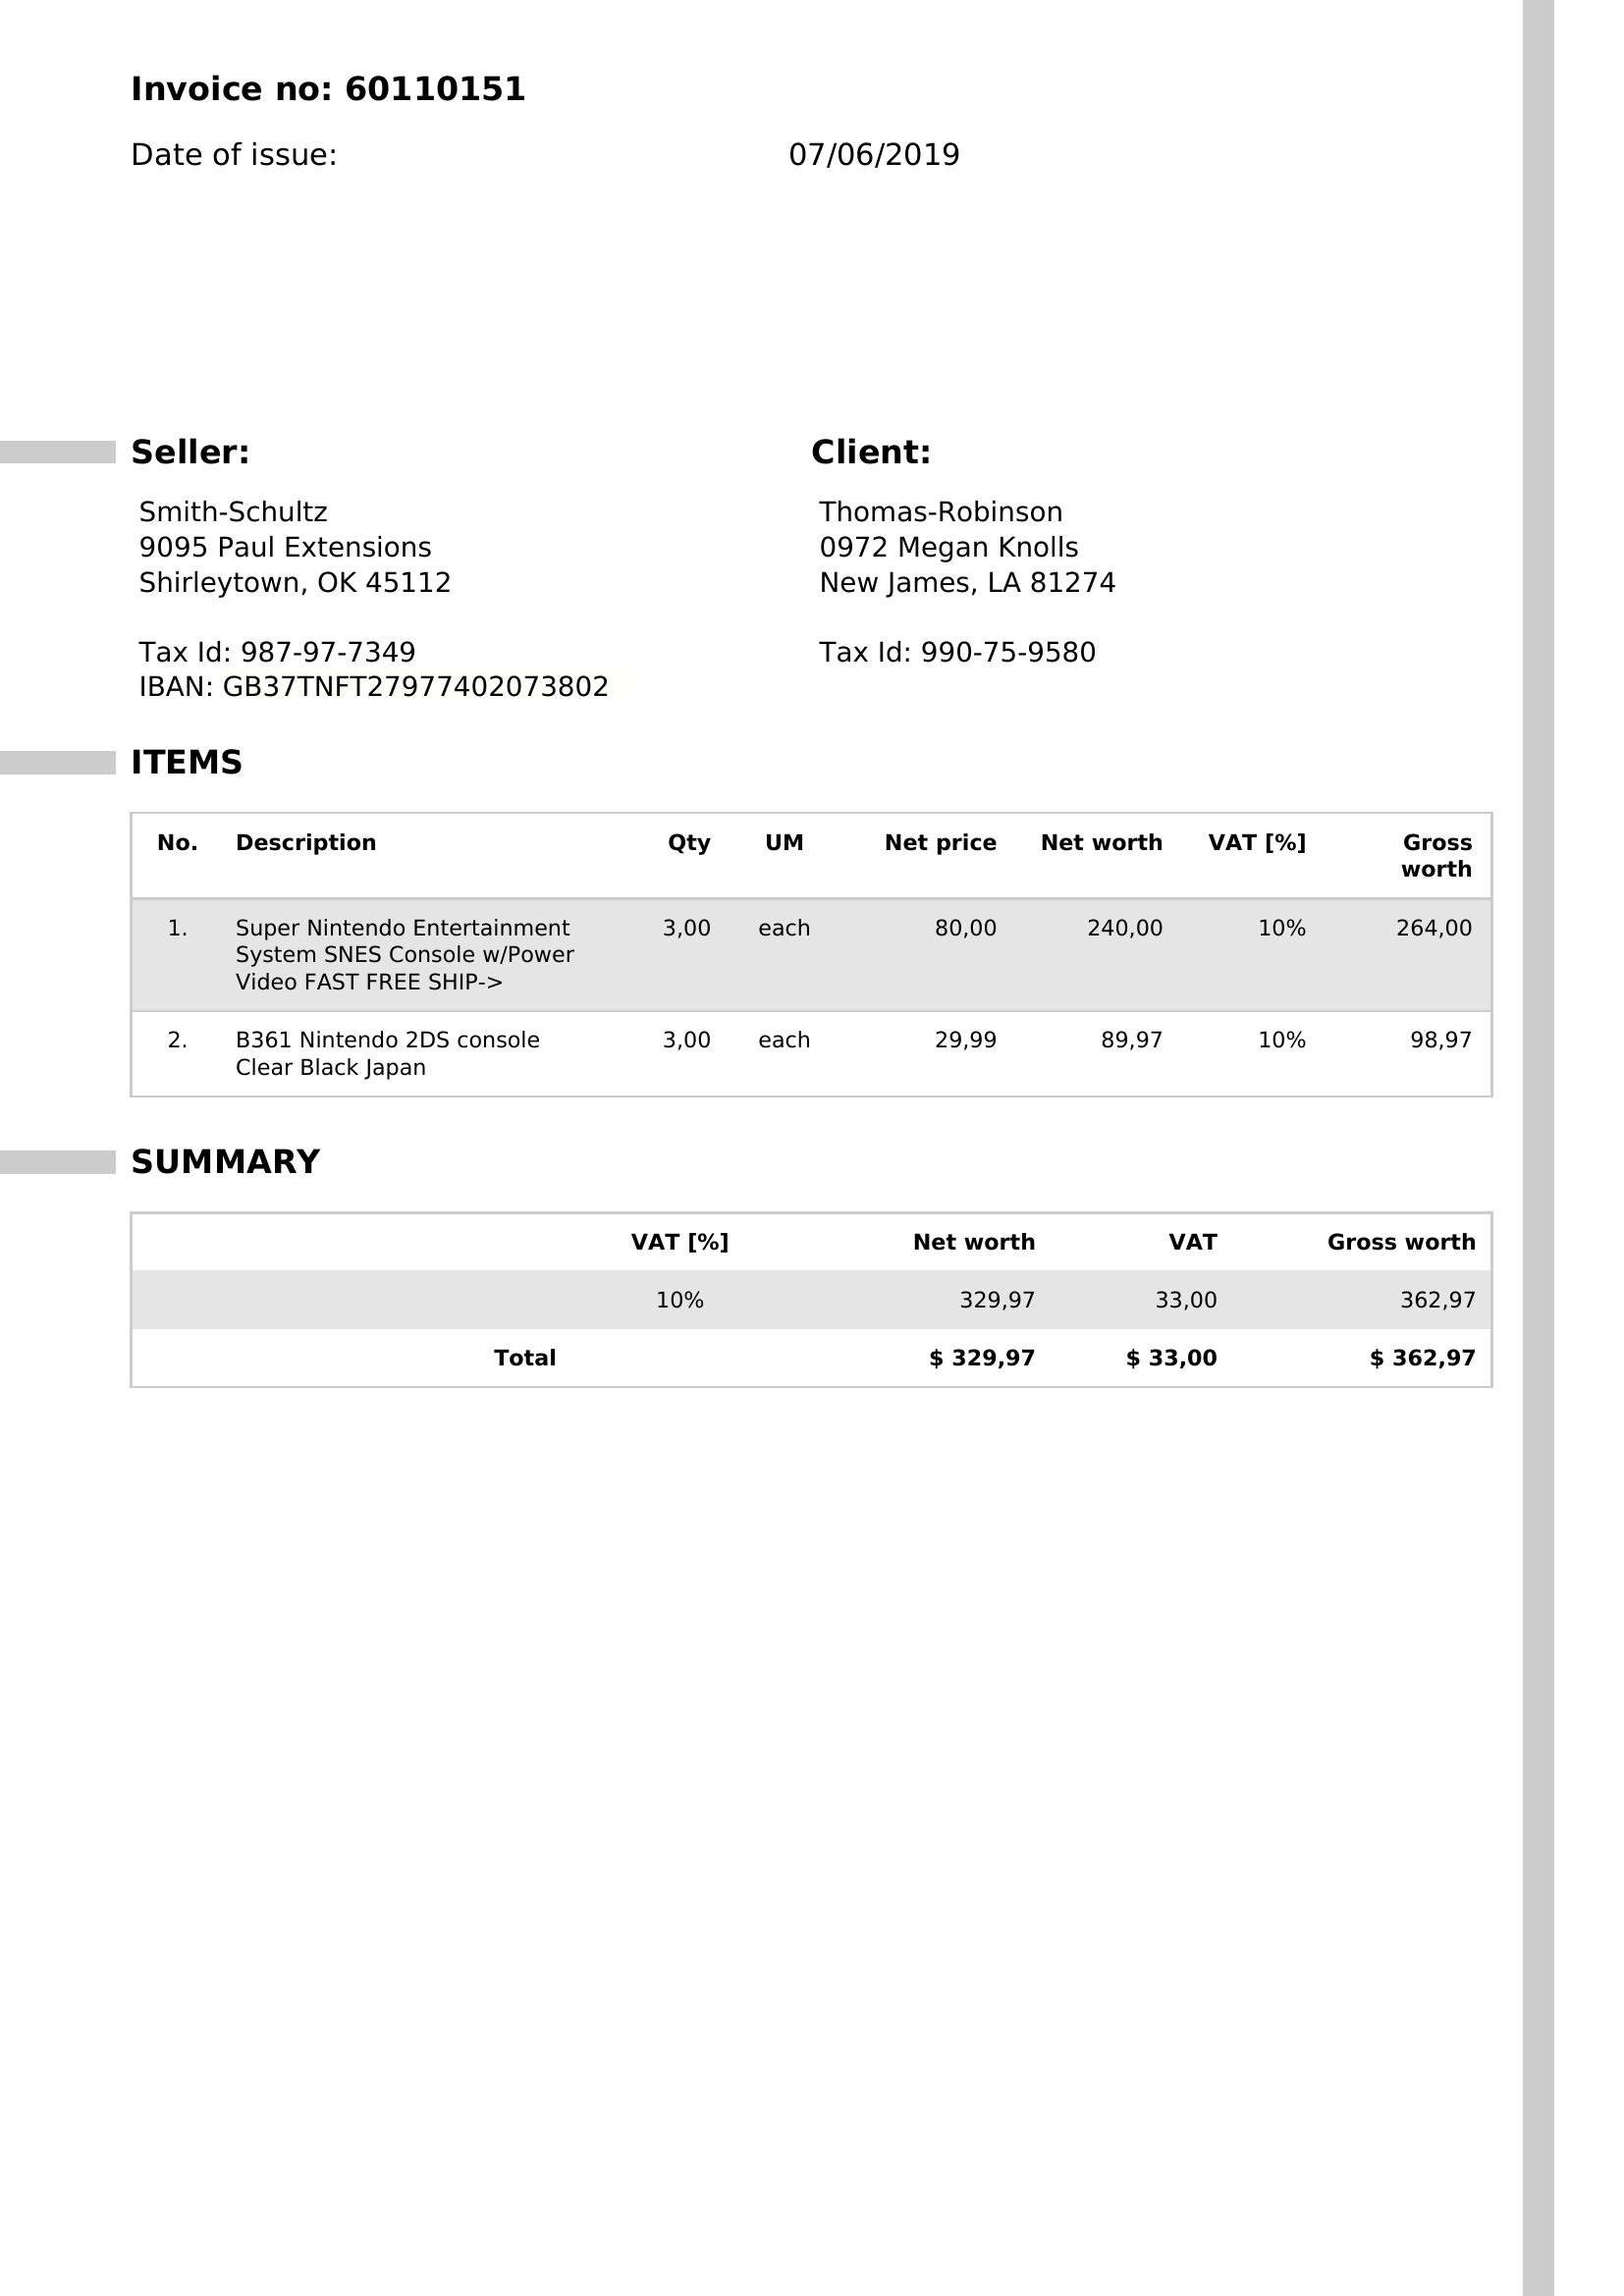 Invoice no: 60110151
Date of issue: 07/06/2019
Seller: Client:
Smith-Schultz Thomas-Robinson
9095 Paul Extensions 0972 Megan Knolls
Shirleytown, OK 45112 New James, LA 81274
Tax Id: 987-97-7349 Tax Id: 990-75-9580
IBAN: GB37TNFT27977402073802
ITEMS
No. Description Qty UM Net price Net worth VAT [%] Gross
worth
1. Super Nintendo Entertainment 3,00 each 80,00 240,00 10% 264,00
System SNES Console w/Power
Video FAST FREE SHIP->
2. B361 Nintendo 2DS console 3,00 each 29,99 89,97 10% 98,97
Clear Black Japan
SUMMARY
VAT [%] Net worth VAT Gross worth
10% 329,97 33,00 362,97
Total $ 329,97 $ 33,00 $ 362,97